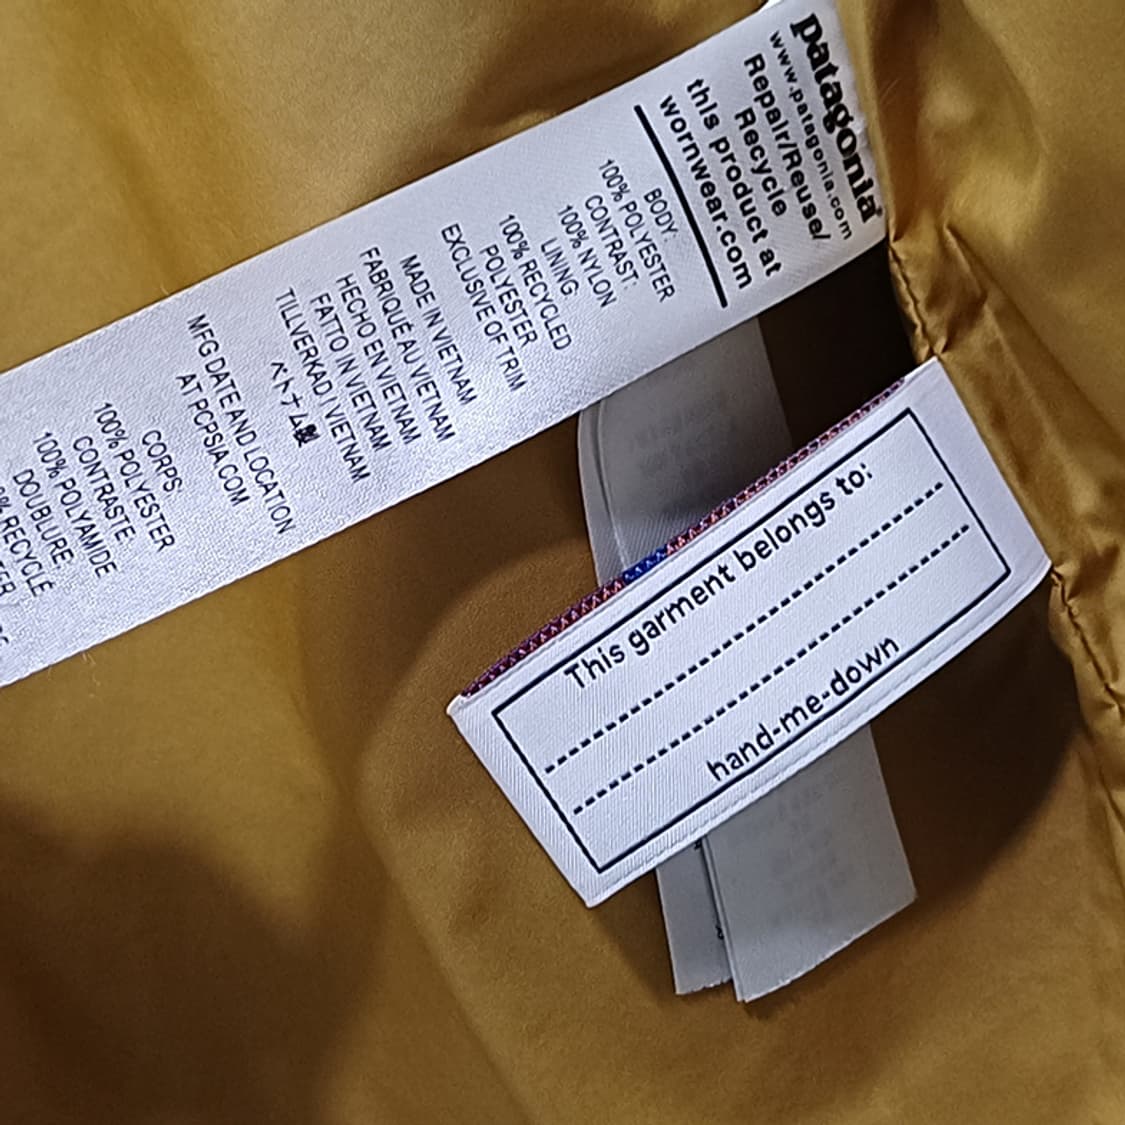 patagonia®
www.patagonia.com
Repair/Reuse/
Recycle
this product at
wornwear.com
BODY:
100% POLYESTER
CONTRAST:
100% NYLON
LINING:
100% RECYCLED
POLYESTER
EXCLUSIVE OF TRIM
MADE IN VIETNAM
FABRIQUÉ AU VIETNAM
HECHO EN VIETNAM
FATTO IN VIETNAM
TILLVERKAD I VIETNAM
ベトナム製
MFG DATE AND LOCATION
AT PCPSIA.COM
CORPS:
100% POLYESTER
CONTRASTE:
100% POLYAMIDE
DOUBLURE:
% RECYCLÉ
This garment belongs to:
hand-me-down